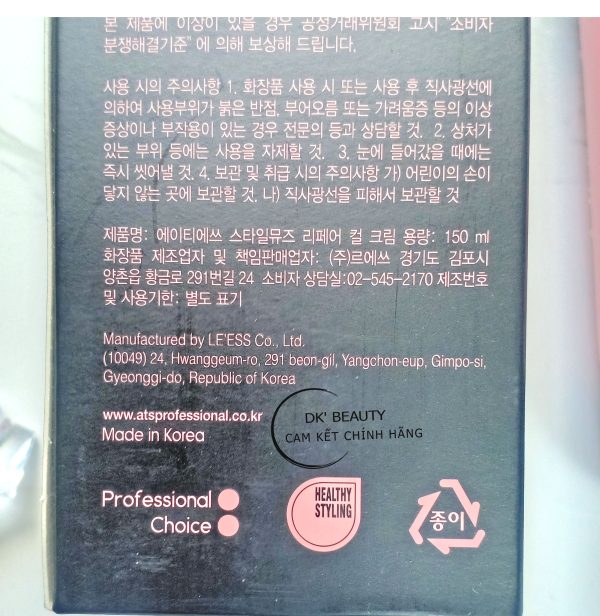 본 제품에 이상이 있을 경우 공정거래위원회 고시 "소비자
분쟁해결기준" 에 의해 보상해 드립니다.
사용 시의 주의사항 1. 화장품 사용 시 또는 사용 후 직사광선에
의하여 사용부위가 붉은 반점, 부어오름 또는 가려움증 등의 이상
증상이나 부작용이 있는 경우 전문의 등과 상담할 것. 2. 상처가
있는 부위 등에는 사용을 자제할 것. 3. 눈에 들어갔을 때에는
즉시 씻어낼 것. 4. 보관 및 취급 시의 주의사항 가) 어린이의 손이
닿지 않는 곳에 보관할 것. 나) 직사광선을 피해서 보관할 것
제품명: 에이티에쓰 스타일뮤즈 리페어 컬 크림 용량: 150 ml
화장품 제조업자 및 책임판매업자: (주)르에쓰 경기도 김포시
양촌읍 황금로 291번길 24 소비자 상담실:02-545-2170 제조번호
및 사용기한: 별도 표기
Manufactured by LE'ESS Co., Ltd.
(10049) 24, Hwanggeum-ro, 291 beon-gil, Yangchon-eup, Gimpo-si,
Gyeonggi-do, Republic of Korea
www.atsprofessional.co.kr
Made in Korea
DK' BEAUTY
CAM KẾT CHÍNH HÃNG
Professional
Choice
HEALTHY
STYLING
종이